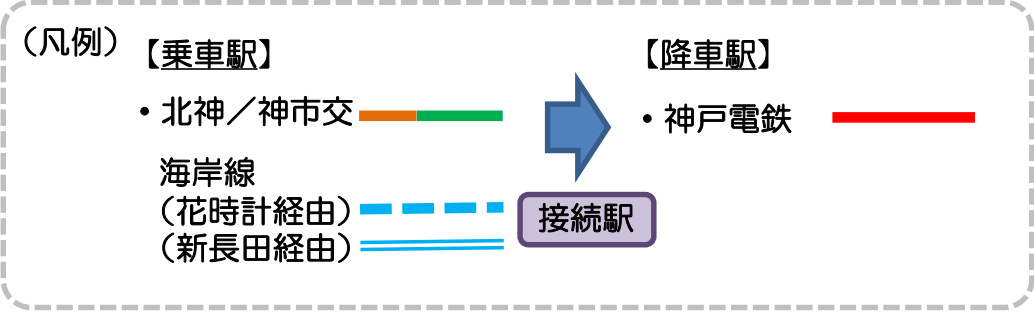 （凡例）
【乗車駅】
【降車駅】
・北神／神市交
・神戸電鉄
海岸線
（花時計経由）
（新長田経由）
接続駅